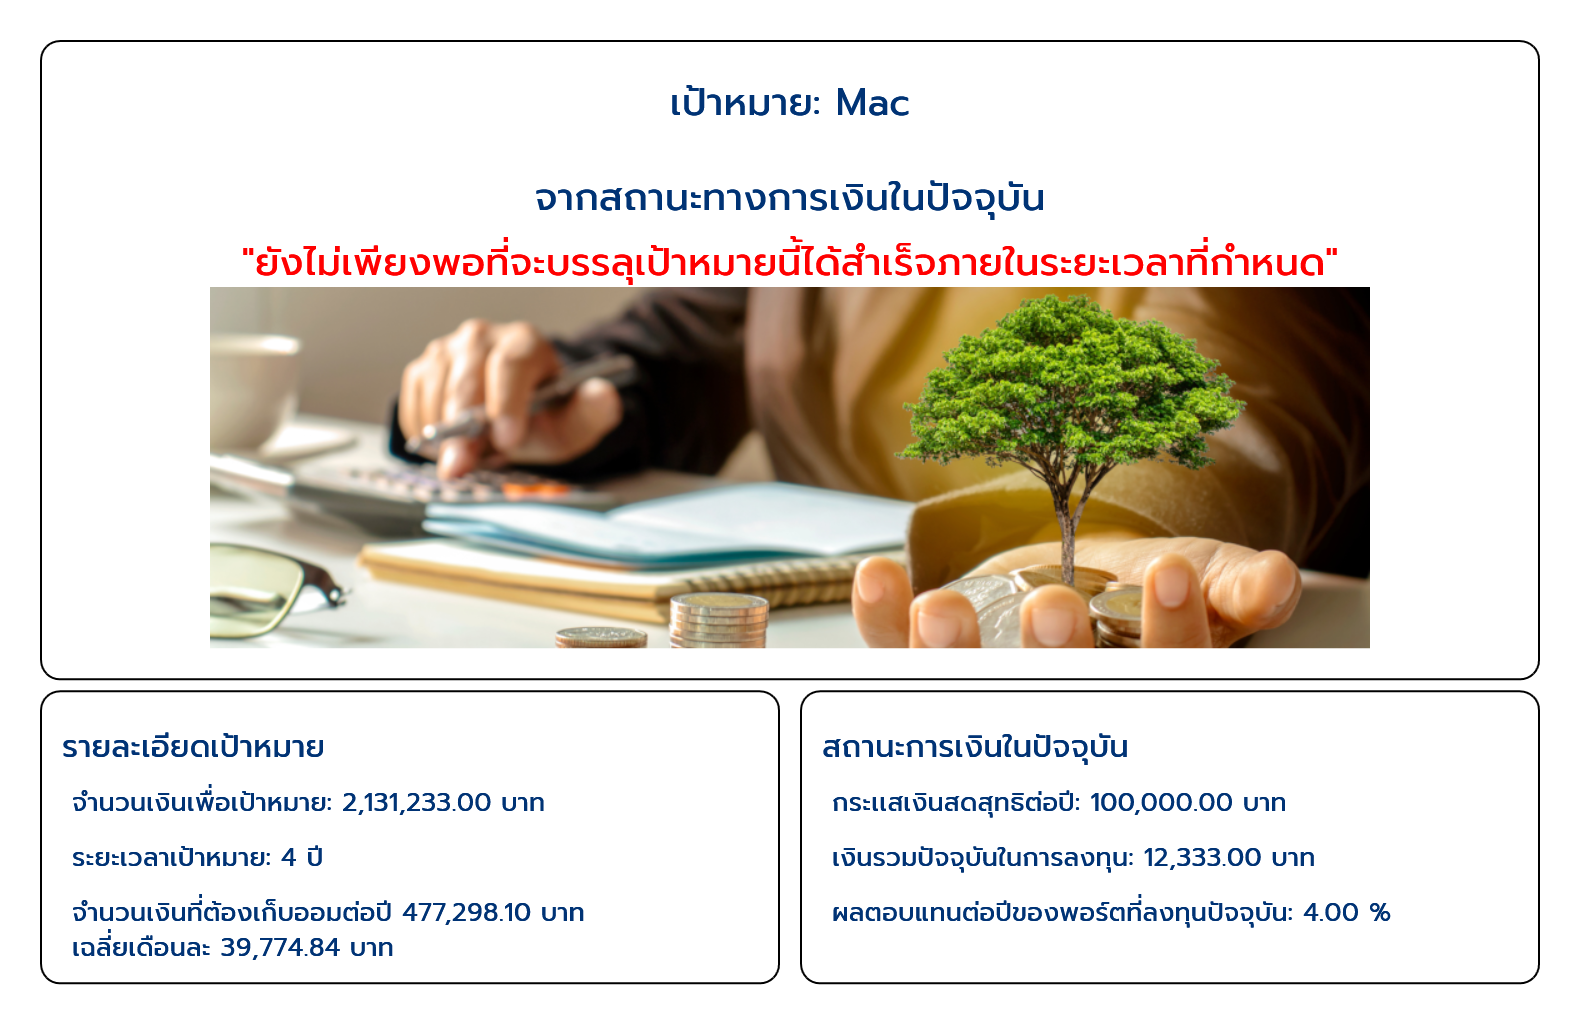 เป้าหมาย: Mac
จากสถานะทางการเงินในปัจจุบัน
"ยังไม่เพียงพอที่จะบรรลุเป้าหมายนี้ได้สำเร็จภายในระยะเวลาที่กำหนด"
รายละเอียดเป้าหมาย
จำนวนเงินเพื่อเป้าหมาย: 2,131,233.00 บาท
ระยะเวลาเป้าหมาย: 4 ปี
จำนวนเงินที่ต้องเก็บออมต่อปี 477,298.10 บาท
เฉลี่ยเดือนละ 39,774.84 บาท
สถานะการเงินในปัจจุบัน
กระแสเงินสดสุทธิต่อปี: 100,000.00 บาท
เงินรวมปัจจุบันในการลงทุน: 12,333.00 บาท
ผลตอบแทนต่อปีของพอร์ตที่ลงทุนปัจจุบัน: 4.00 %